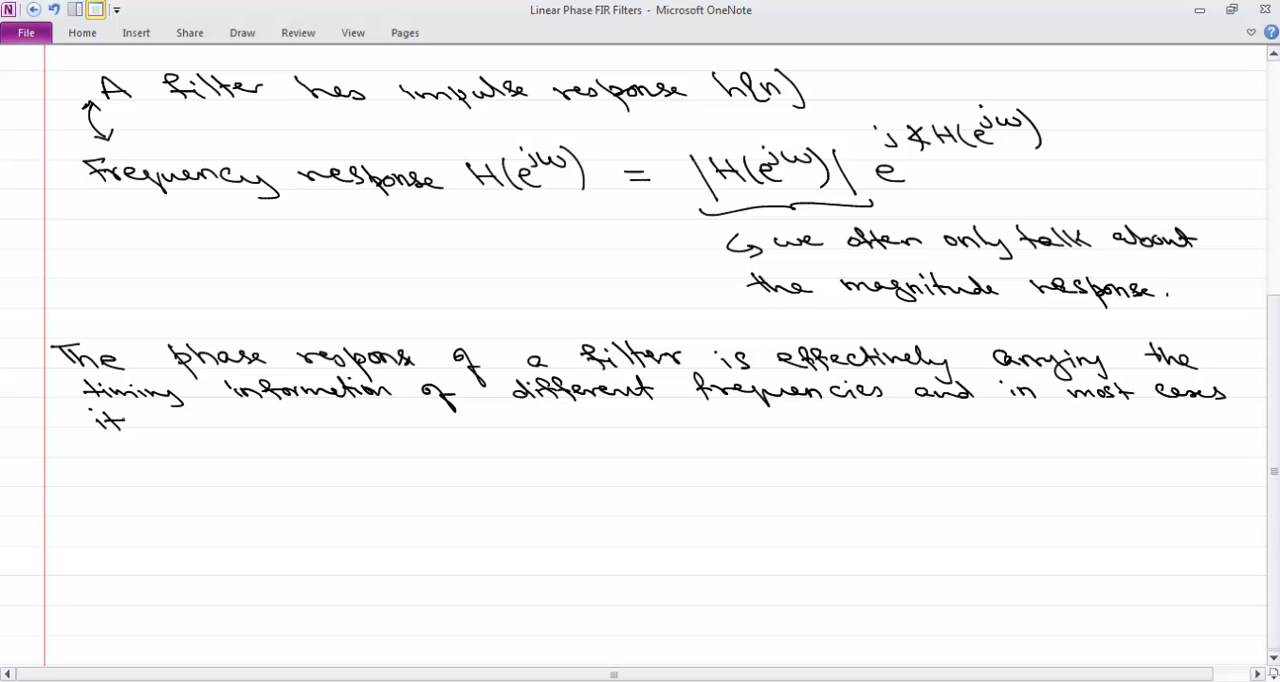 Linear Phase FIR Filters - Microsoft OneNote
File Home Insert Share Draw Review View Pages
A filter has impulse response h[n]
Frequency response H(e^{jω}) = |H(e^{jω})| e^{j∡H(e^{jω})}
↳ we often only talk about
the magnitude response.
The phase respons of a filter is effectively carrying the
timing information of different frequencies and in most cases
it